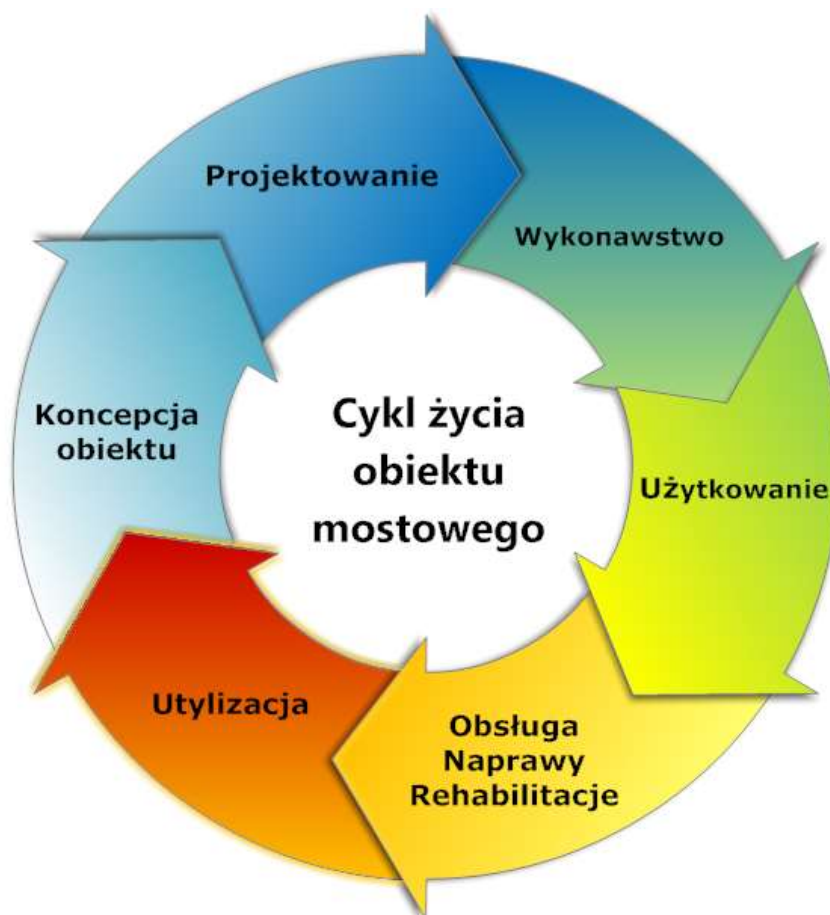 Cykl życia
obiektu
mostowego
Koncepcja
obiektu
Projektowanie
Wykonawstwo
Użytkowanie
Obsługa
Naprawy
Rehabilitacje
Utylizacja